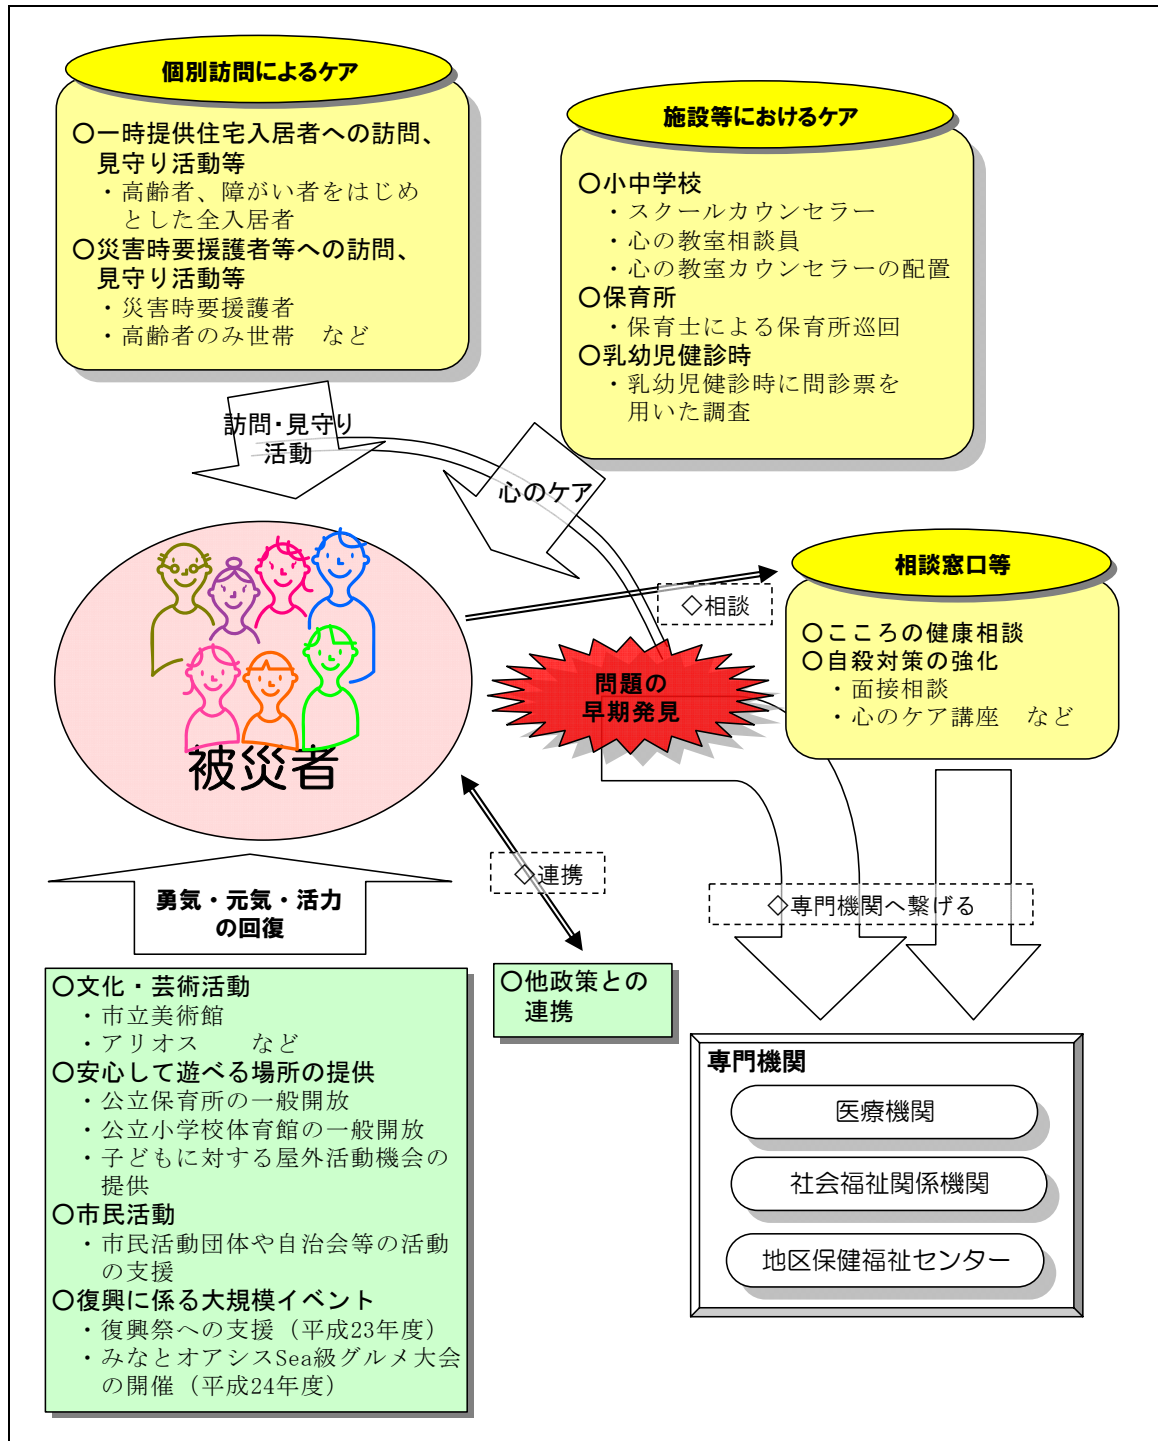 個別訪問によるケア
〇一時提供住宅入居者への訪問、
見守り活動等
・高齢者、障がい者をはじめ
とした全入居者
〇災害時要援護者等への訪問、
見守り活動等
・災害時要援護者
・高齢者のみ世帯　など
施設等におけるケア
〇小中学校
・スクールカウンセラー
・心の教室相談員
・心の教室カウンセラーの配置
〇保育所
・保育士による保育所巡回
〇乳幼児健診時
・乳幼児健診時に問診票を
用いた調査
訪問・見守り
活動
心のケア
相談窓口等
〇こころの健康相談
〇自殺対策の強化
・面接相談
・心のケア講座　など
◇相談
問題の
早期発見
被災者
◇連携
◇専門機関へ繋げる
勇気・元気・活力
の回復
〇文化・芸術活動
・市立美術館
・アリオス　　など
〇安心して遊べる場所の提供
・公立保育所の一般開放
・公立小学校体育館の一般開放
・子どもに対する屋外活動機会の
提供
〇市民活動
・市民活動団体や自治会等の活動
の支援
〇復興に係る大規模イベント
・復興祭への支援（平成23年度）
・みなとオアシスSea級グルメ大会
の開催（平成24年度）
〇他政策との
連携
専門機関
医療機関
社会福祉関係機関
地区保健福祉センター